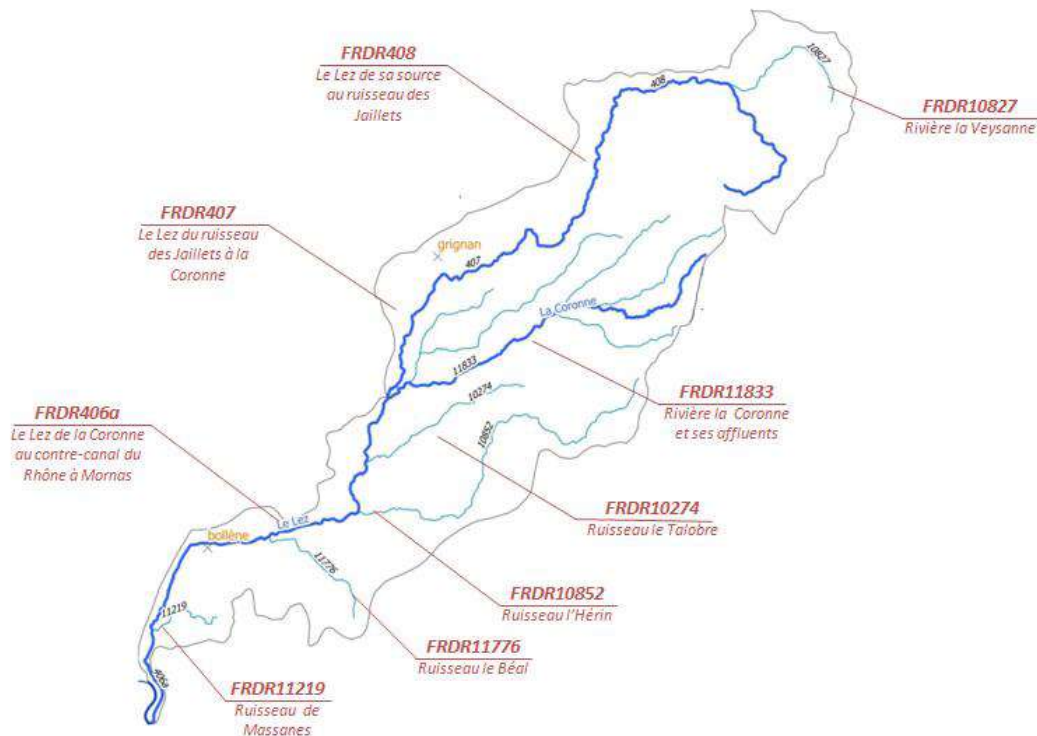 FRDR408
Le Lez de sa source
au ruisseau des
Jaillets
408
10827
FRDR10827
Rivière la Veysanne
FRDR407
Le Lez du ruisseau
des Jaillets à la
Coronne
grignan
407
La Coronne
11833
FRDR11833
Rivière la Coronne
et ses affluents
10274
10852
FRDR406a
Le Lez de la Coronne
au contre-canal du
Rhône à Mornas
FRDR10274
Ruisseau le Talobre
Le Lez
bollène
11776
FRDR10852
Ruisseau l'Hérin
11219
FRDR11776
Ruisseau le Béal
406a
FRDR11219
Ruisseau de
Massanes